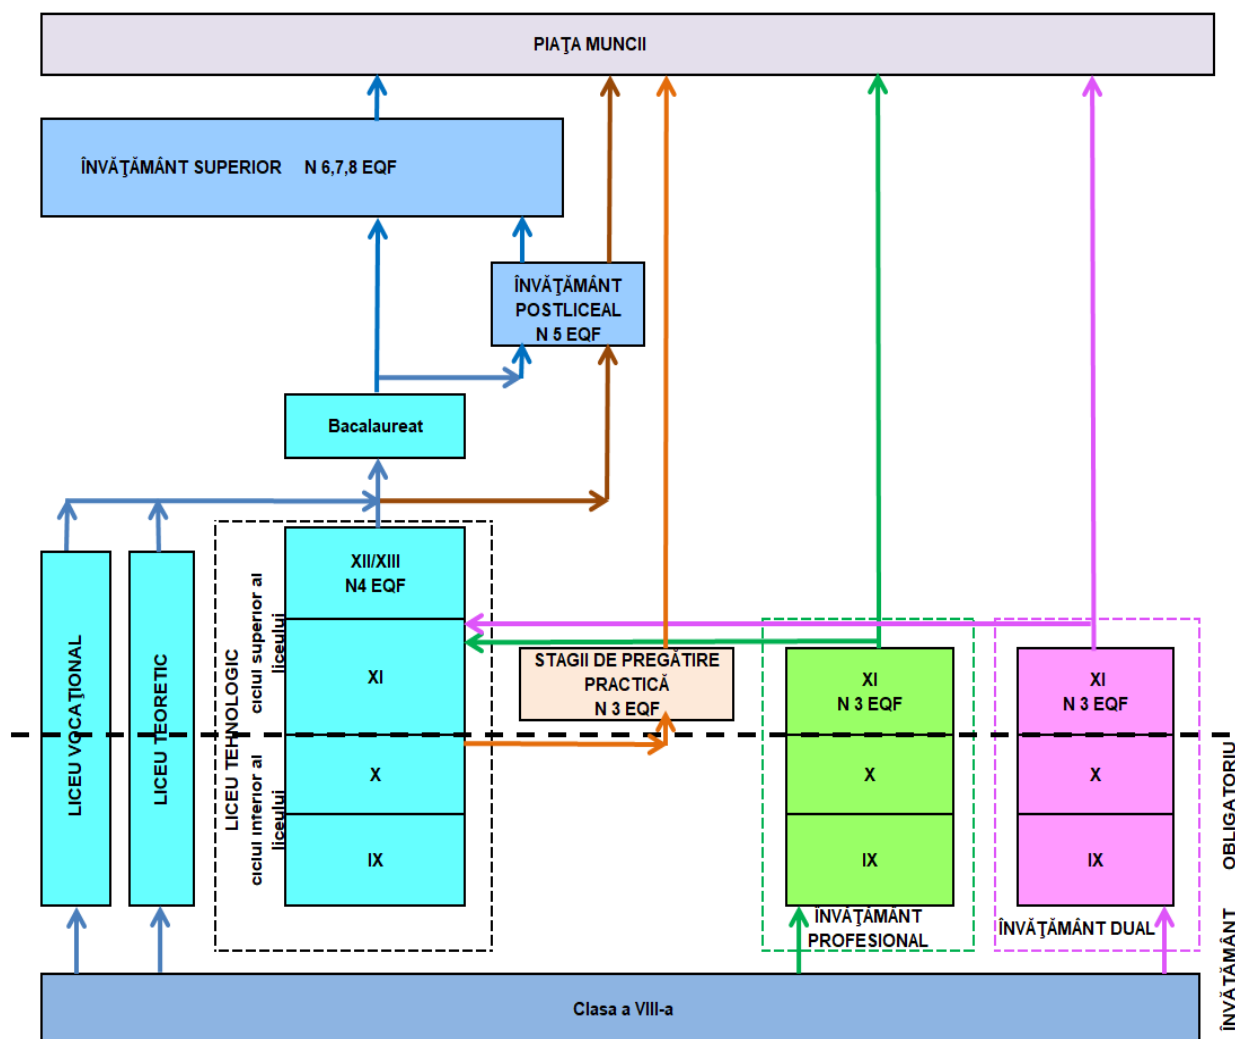 PIAŢA MUNCII
ÎNVĂŢĂMÂNT SUPERIOR N 6,7,8 EQF
ÎNVĂŢĂMÂNT
POSTLICEAL
N 5 EQF
Bacalaureat
LICEU VOCAŢIONAL
LICEU TEORETIC
LICEU TEHNOLOGIC
ciclul superior al
liceului
ciclul interior al
liceului
XII/XIII
N4 EQF
XI
X
IX
STAGII DE PREGĂTIRE
PRACTICĂ
N 3 EQF
XI
N 3 EQF
X
IX
ÎNVĂŢĂMÂNT
PROFESIONAL
XI
N 3 EQF
X
IX
ÎNVĂŢĂMÂNT DUAL
ÎNVĂŢĂMÂNT OBLIGATORIU
Clasa a VIII-a